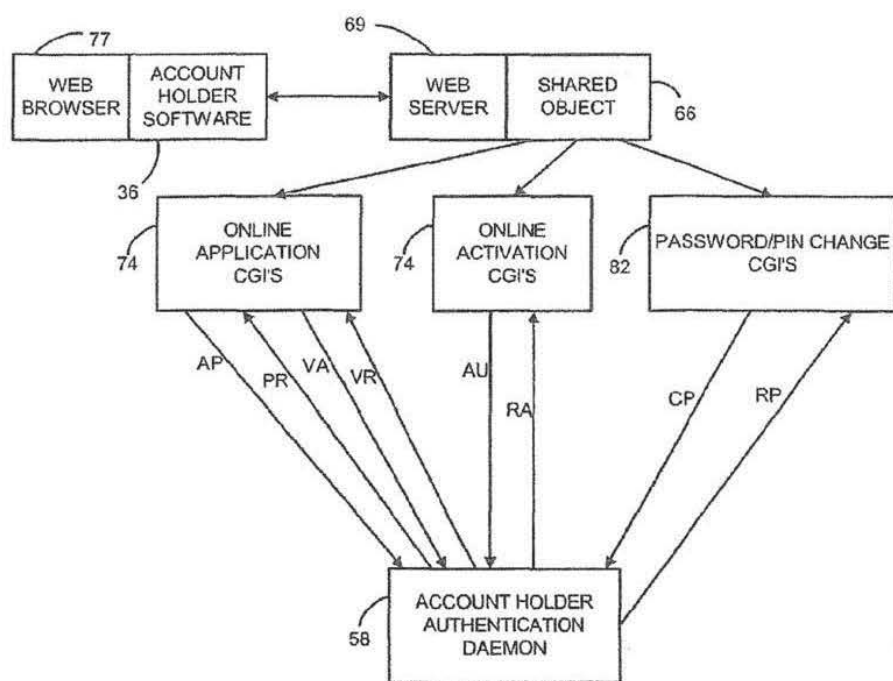 77
69
WEB
BROWSER
ACCOUNT
HOLDER
SOFTWARE
WEB
SERVER
SHARED
OBJECT
66
36
74
ONLINE
APPLICATION
CGI'S
74
ONLINE
ACTIVATION
CGI'S
82
PASSWORD/PIN CHANGE
CGI'S
AP
PR
VA
VR
AU
RA
CP
RP
58
ACCOUNT HOLDER
AUTHENTICATION
DAEMON